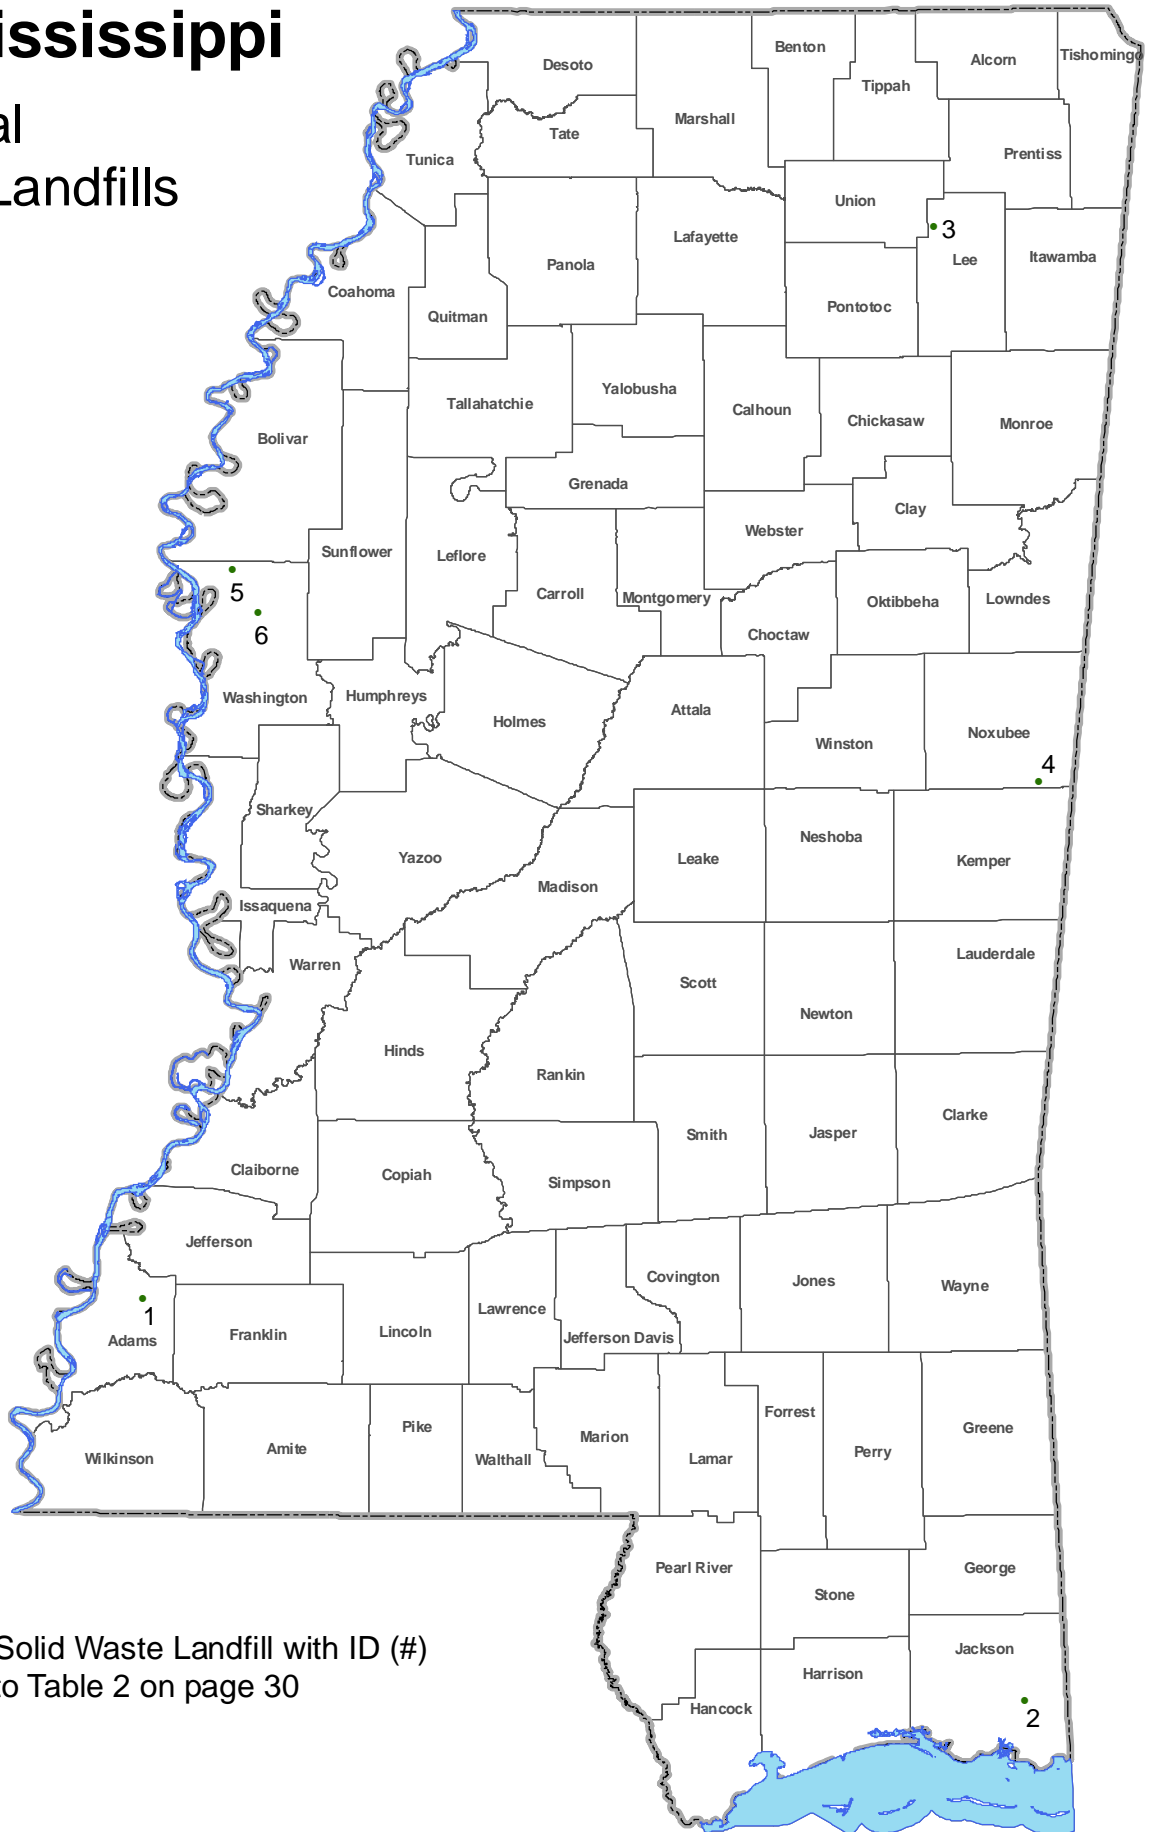 ississippi
al
Landfills
Desoto
Benton
Alcorn
Tishomingo
Tippah
Marshall
Tate
Tunica
Prentiss
Union
3
Lafayette
Lee
Itawamba
Panola
Coahoma
Pontotoc
Quitman
Yalobusha
Tallahatchie
Calhoun
Chickasaw
Monroe
Bolivar
Grenada
Clay
Webster
Sunflower
Leflore
5
Carroll
Montgomery
Oktibbeha
Lowndes
6
Choctaw
Washington
Humphreys
Attala
Holmes
Noxubee
Winston
4
Sharkey
Neshoba
Yazoo
Leake
Kemper
Madison
Issaquena
Lauderdale
Warren
Scott
Newton
Hinds
Rankin
Clarke
Smith
Jasper
Claiborne
Copiah
Simpson
Jefferson
Covington
Jones
Wayne
1
Lawrence
Adams
Franklin
Lincoln
Jefferson Davis
Forrest
Pike
Greene
Marion
Amite
Perry
Wilkinson
Walthall
Lamar
Pearl River
George
Stone
Solid Waste Landfill with ID (#)
Jackson
Harrison
to Table 2 on page 30
Hancock
2